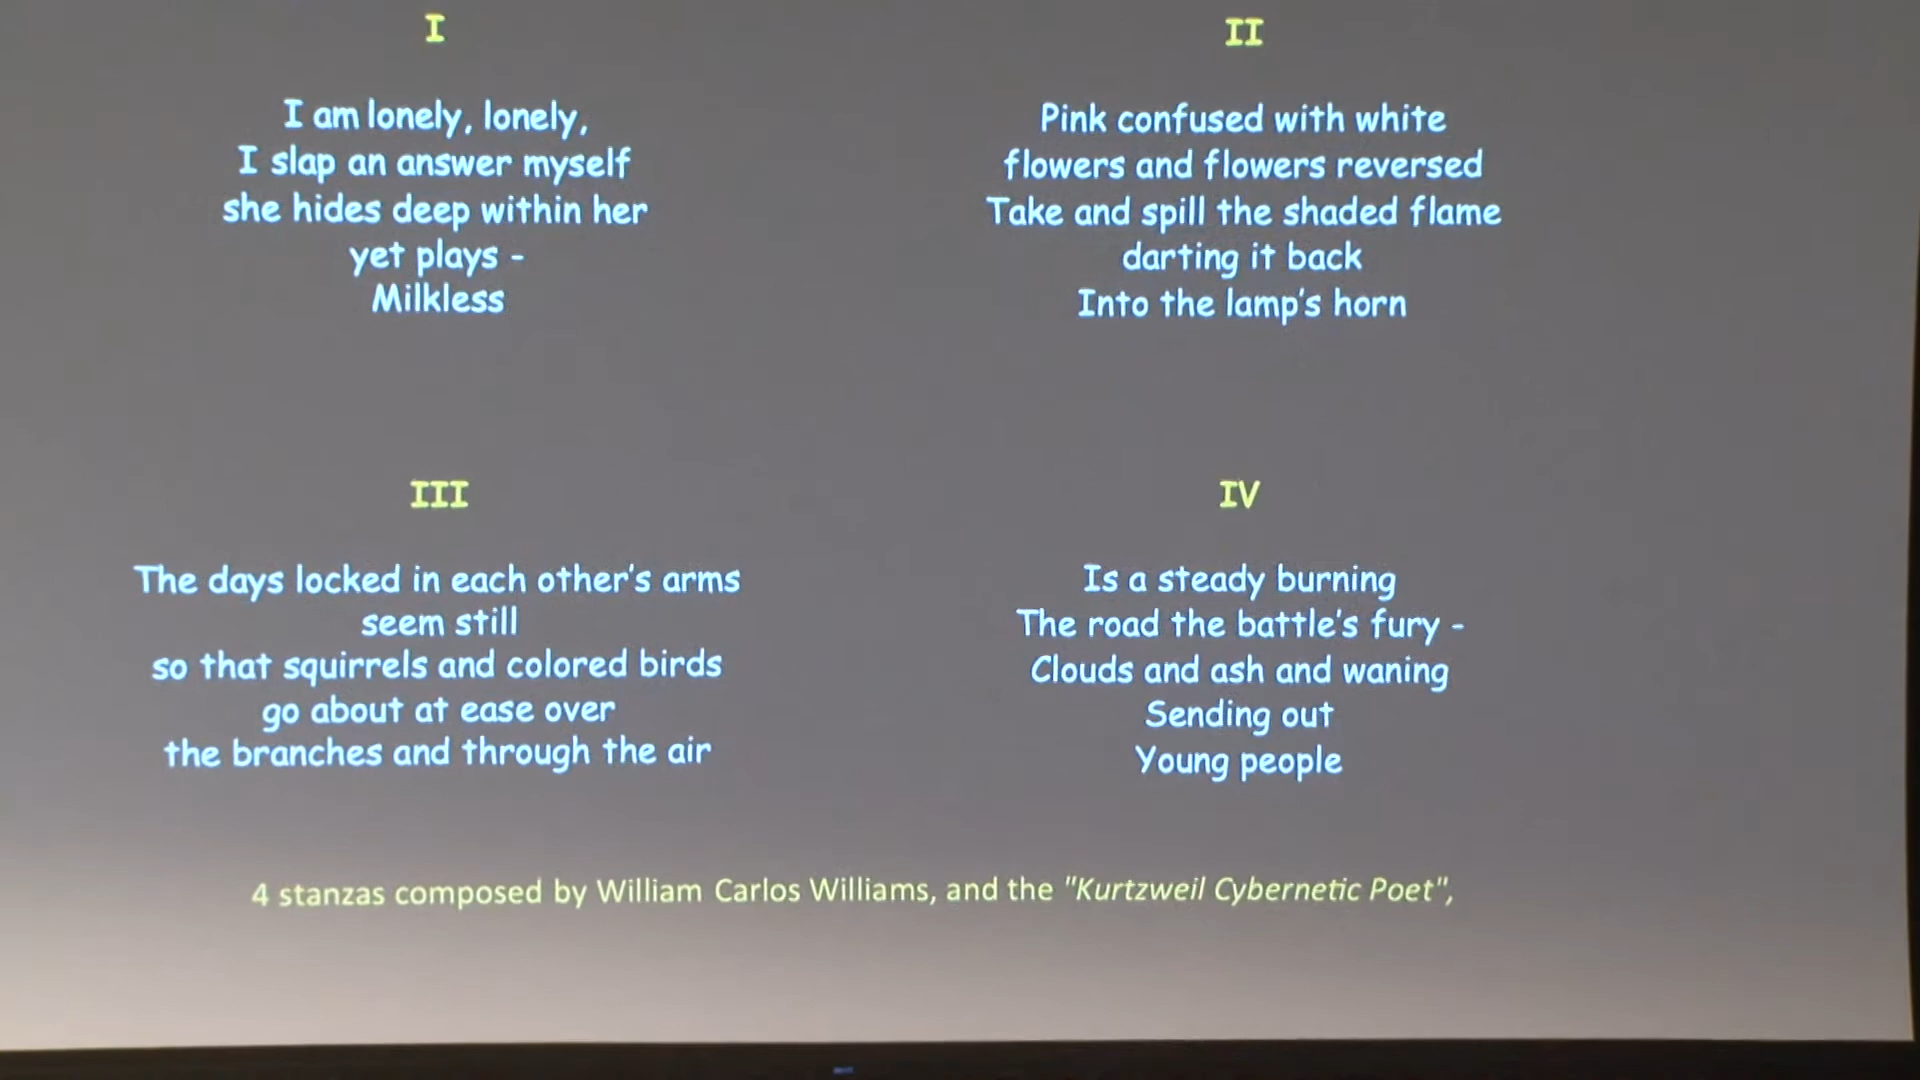 I
I am lonely, lonely,
I slap an answer myself
she hides deep within her
yet plays -
Milkless
II
Pink confused with white
flowers and flowers reversed
Take and spill the shaded flame
darting it back
Into the lamp's horn
III
The days locked in each other's arms
seem still
so that squirrels and colored birds
go about at ease over
the branches and through the air
IV
Is a steady burning
The road the battle's fury -
Clouds and ash and waning
Sending out
Young people
4 stanzas composed by William Carlos Williams, and the "Kurtzweil Cybernetic Poet",